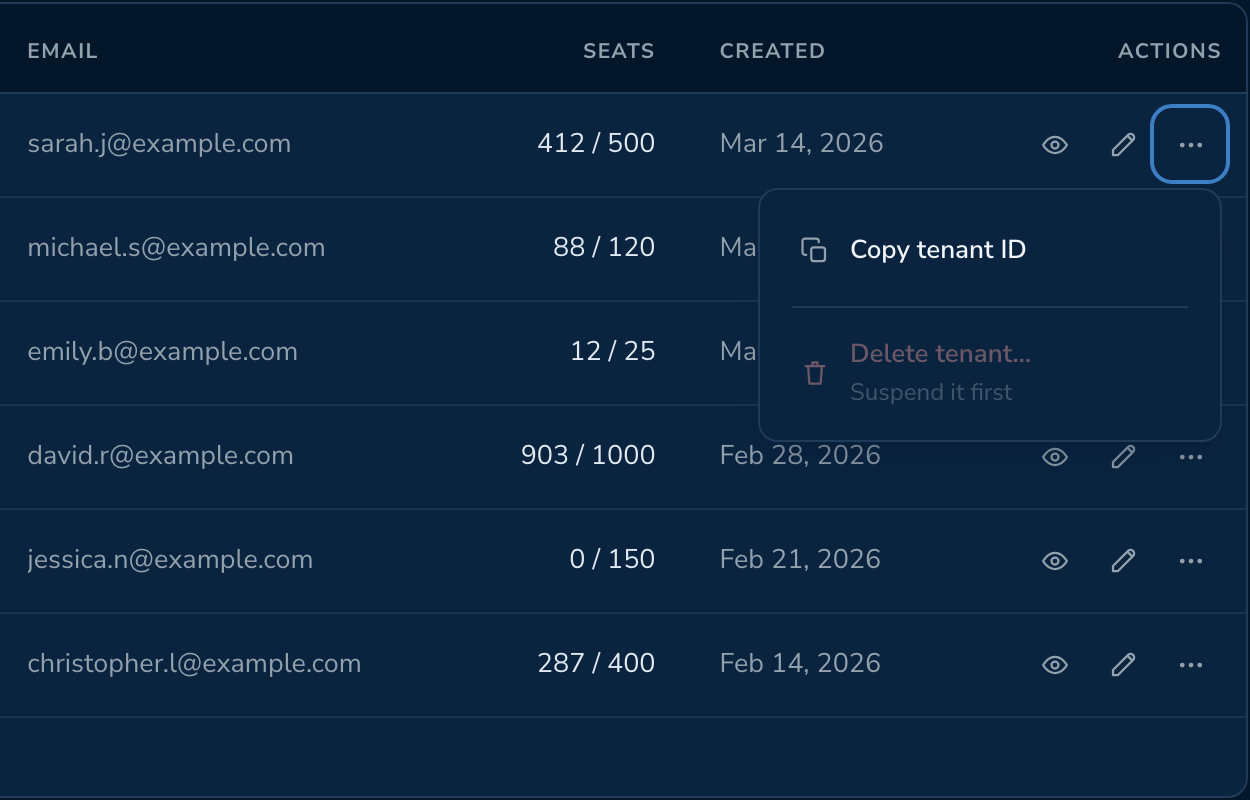 EMAIL SEATS CREATED ACTIONS
sarah.j@example.com 412 / 500 Mar 14, 2026
michael.s@example.com 88 / 120 Ma
Copy tenant ID
emily.b@example.com 12 / 25 Ma
Delete tenant...
Suspend it first
david.r@example.com 903 / 1000 Feb 28, 2026
jessica.n@example.com 0 / 150 Feb 21, 2026
christopher.l@example.com 287 / 400 Feb 14, 2026